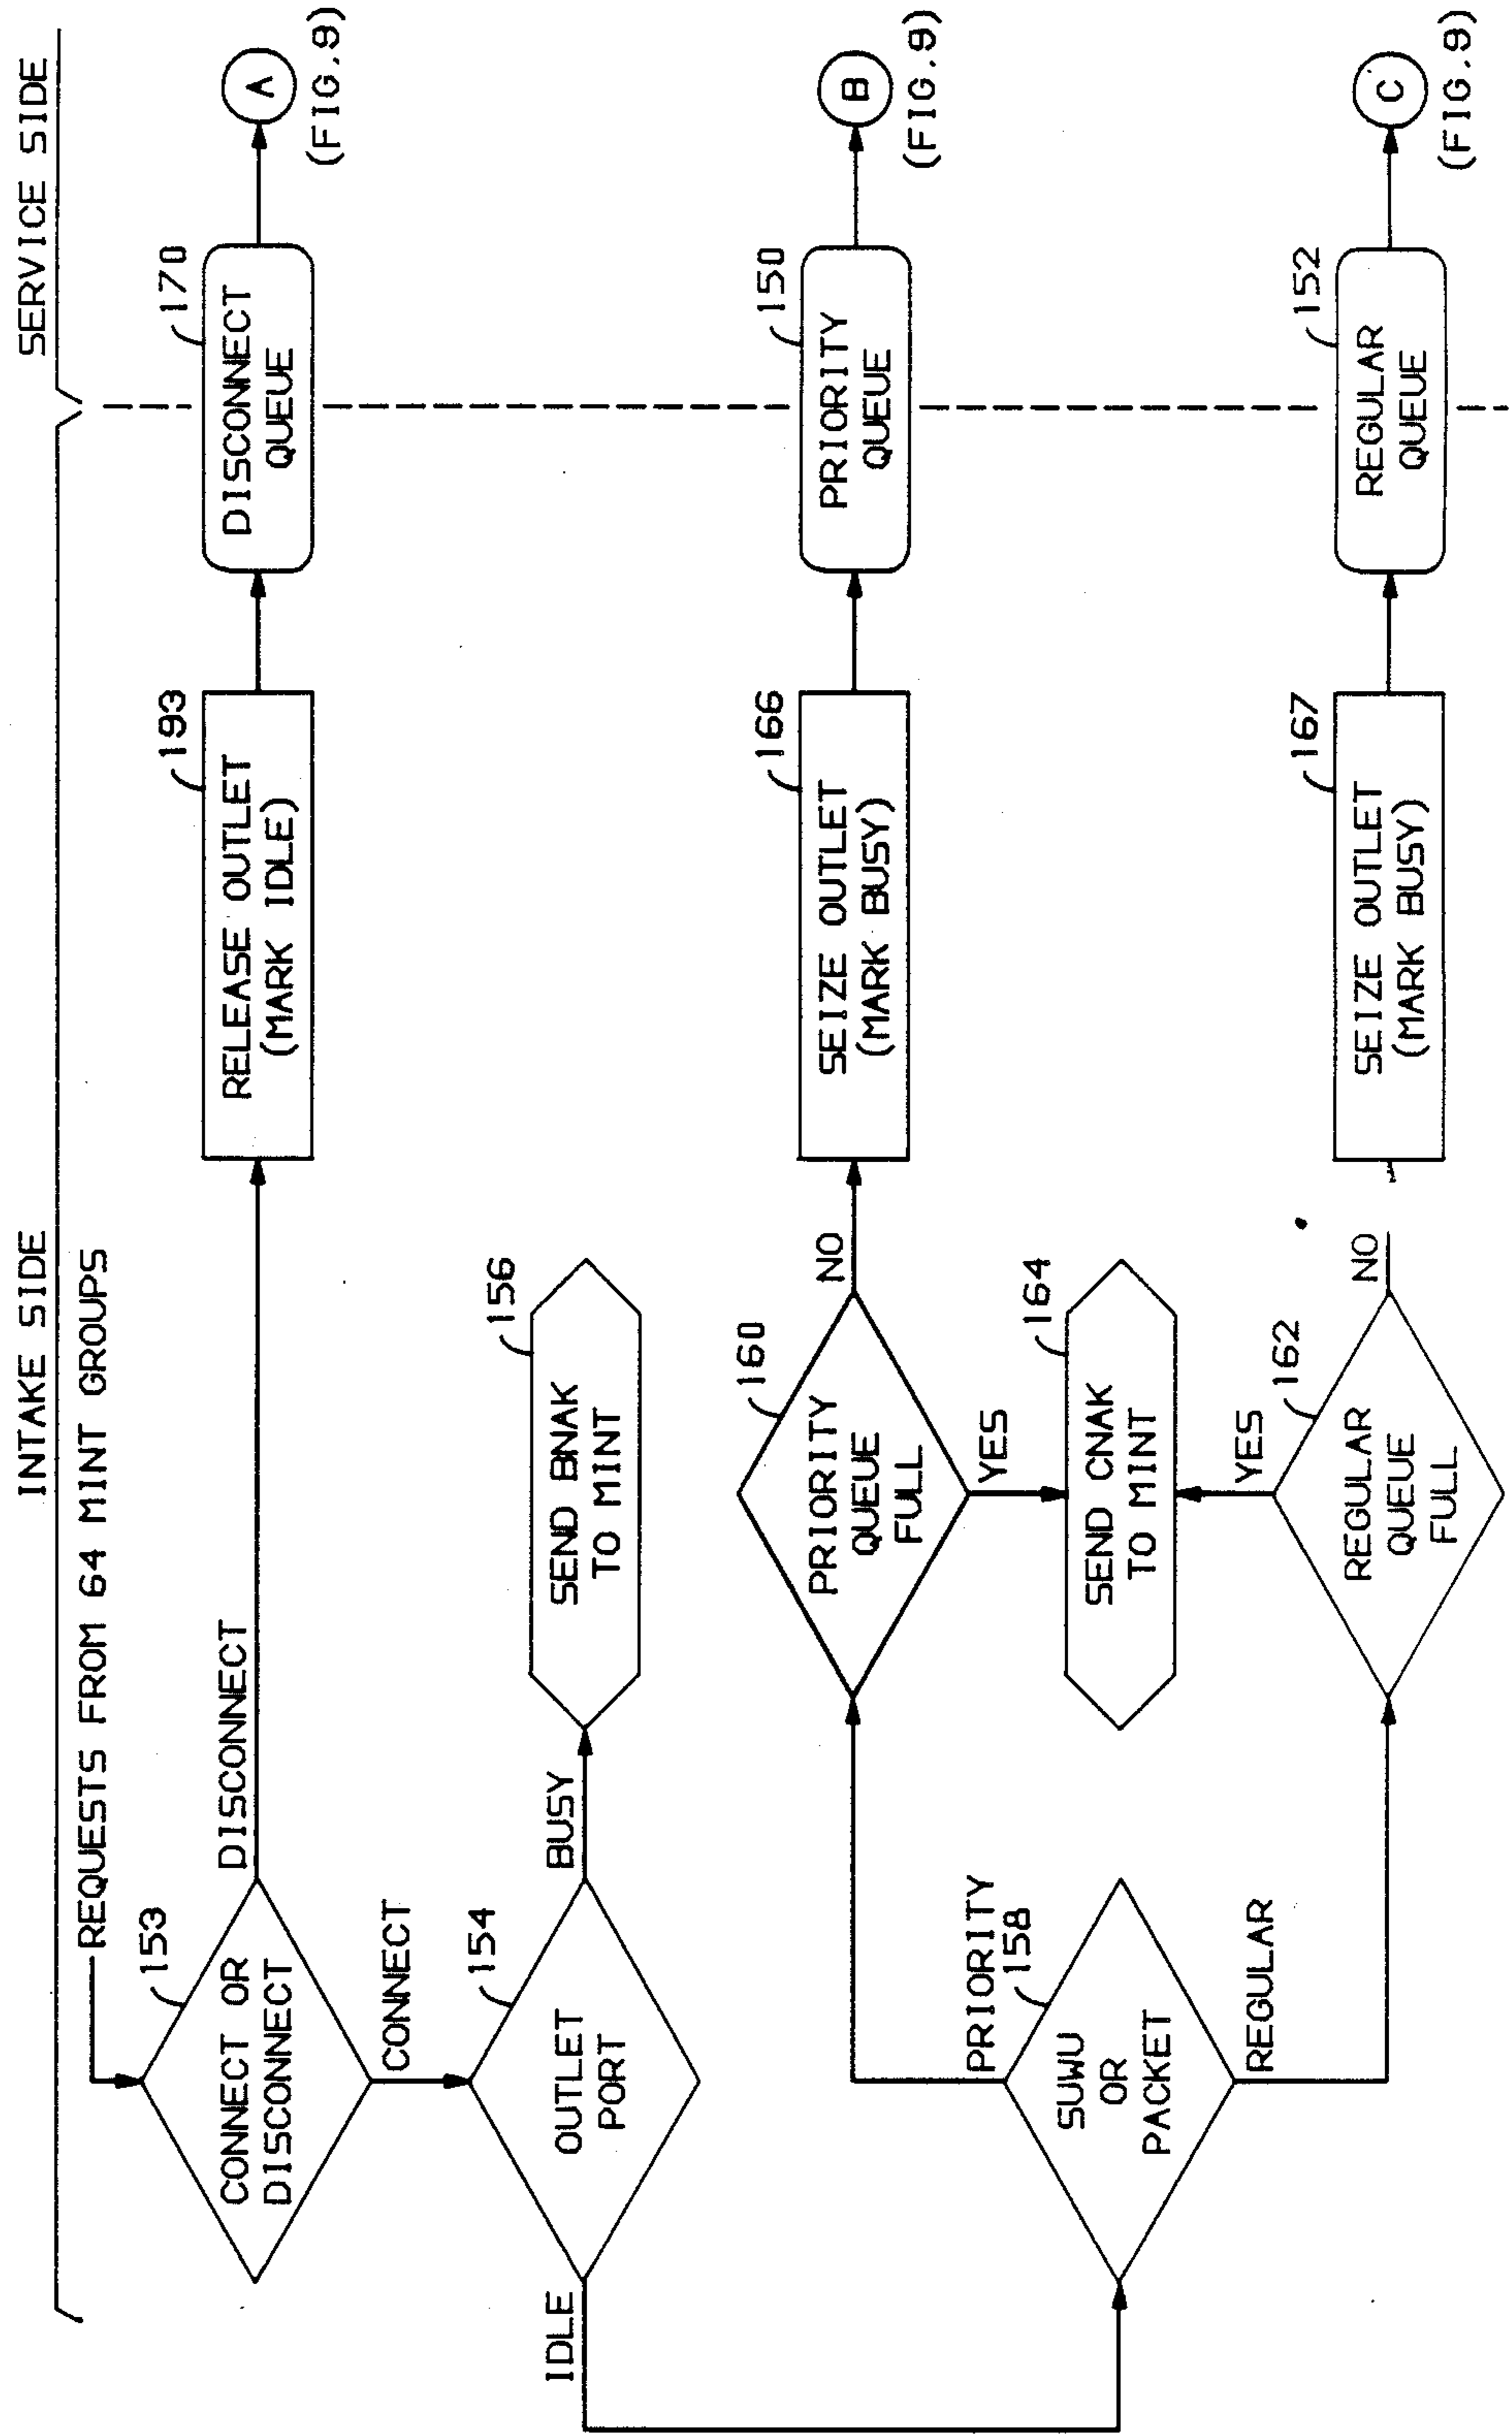 INTAKE SIDE
SERVICE SIDE
REQUESTS FROM 64 MINT GROUPS
153
CONNECT OR
DISCONNECT
DISCONNECT
193
RELEASE OUTLET
(MARK IDLE)
170
DISCONNECT
QUEUE
A
(FIG.9)
CONNECT
154
OUTLET
PORT
BUSY
156
SEND BNAK
TO MINT
IDLE
PRIORITY
158
SUWU
OR
PACKET
REGULAR
160
PRIORITY
QUEUE
FULL
NO
YES
166
SEIZE OUTLET
(MARK BUSY)
150
PRIORITY
QUEUE
B
(FIG.9)
164
SEND CNAK
TO MINT
YES
162
REGULAR
QUEUE
FULL
NO
167
SEIZE OUTLET
(MARK BUSY)
152
REGULAR
QUEUE
C
(FIG.9)